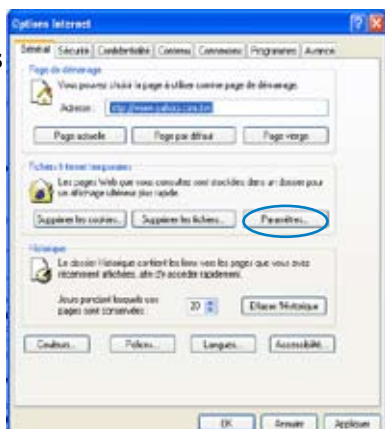 s
Options Internet
Général Sécurité Confidentialité Contenu Connexions Programmes Avancé
Page de démarrage
Vous pouvez choisir la page à utiliser comme page de démarrage.
Adresse :
Page actuelle Page par défaut Page vierge
Fichiers Internet temporaires
Les pages Web que vous consultez sont stockées dans un dossier pour
un affichage ultérieur plus rapide.
Supprimer les cookies... Supprimer les fichiers... Paramètres...
Historique
Le dossier Historique contient les liens vers les pages que vous avez
récemment affichées, afin d'y accéder rapidement.
Jours pendant lesquels ces
pages sont conservées : 20 Effacer l'Historique
Couleurs... Polices... Langues... Accessibilité...
OK Annuler Appliquer